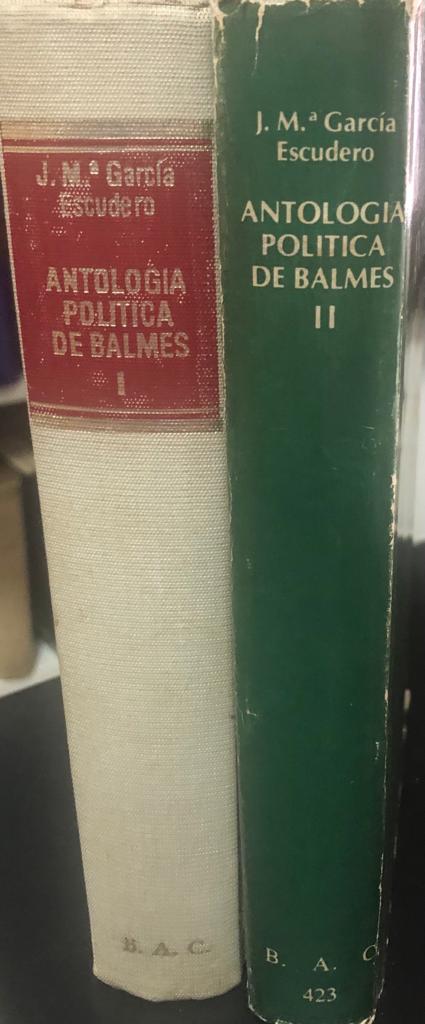 J. M.ª García
Escudero
ANTOLOGIA
POLITICA
DE BALMES
I
B. A. C.
J. M.ª García
Escudero
ANTOLOGIA
POLITICA
DE BALMES
II
B. A. C
423